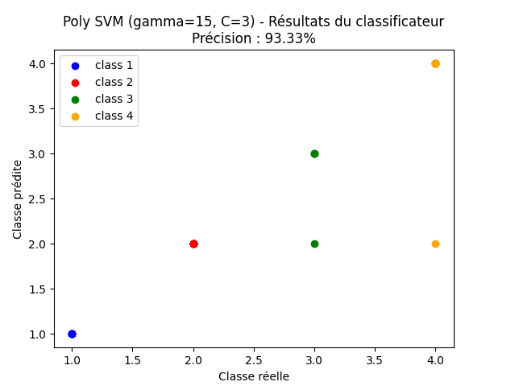 Poly SVM (gamma=15, C=3) - Résultats du classificateur
Précision : 93.33%
class 1
class 2
class 3
class 4
4.0
3.5
3.0
2.5
2.0
1.5
1.0
Classe prédite
1.0 1.5 2.0 2.5 3.0 3.5 4.0
Classe réelle